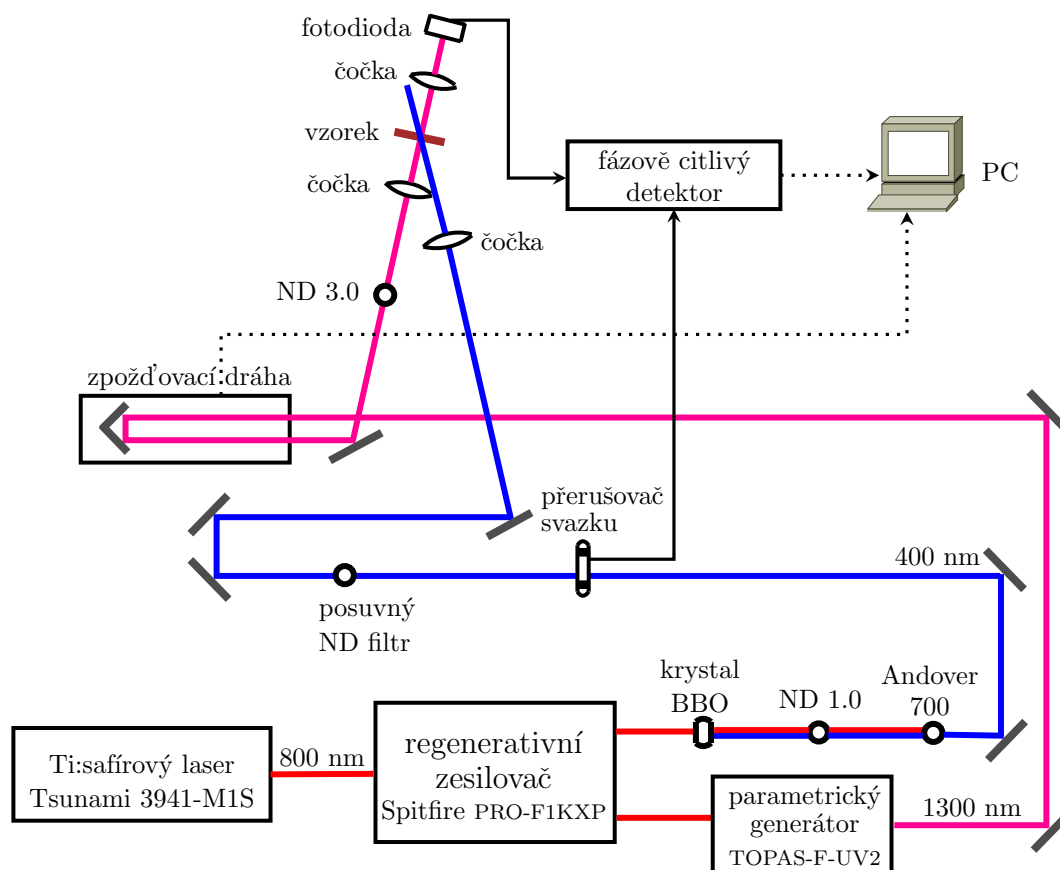 fotodioda
čočka
vzorek
čočka
čočka
fázově citlivý
detektor
PC
ND 3.0
zpožďovací dráha
přerušovač
svazku
400 nm
posuvný
ND filtr
krystal
BBO
ND 1.0
Andover
700
Ti:safírový laser
Tsunami 3941-M1S
800 nm
regenerativní
zesilovač
Spitfire PRO-F1KXP
parametrický
generátor
TOPAS-F-UV2
1300 nm